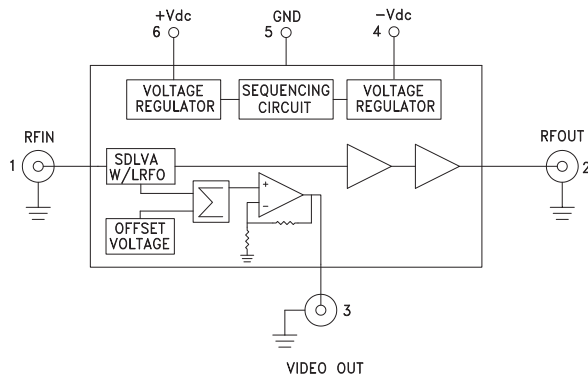 +Vdc
GND
−Vdc
6
5
4
VOLTAGE
REGULATOR
SEQUENCING
CIRCUIT
VOLTAGE
REGULATOR
RFIN
RFOUT
1
2
SDLVA
W/LRFO
Σ
+
−
OFFSET
VOLTAGE
3
VIDEO OUT